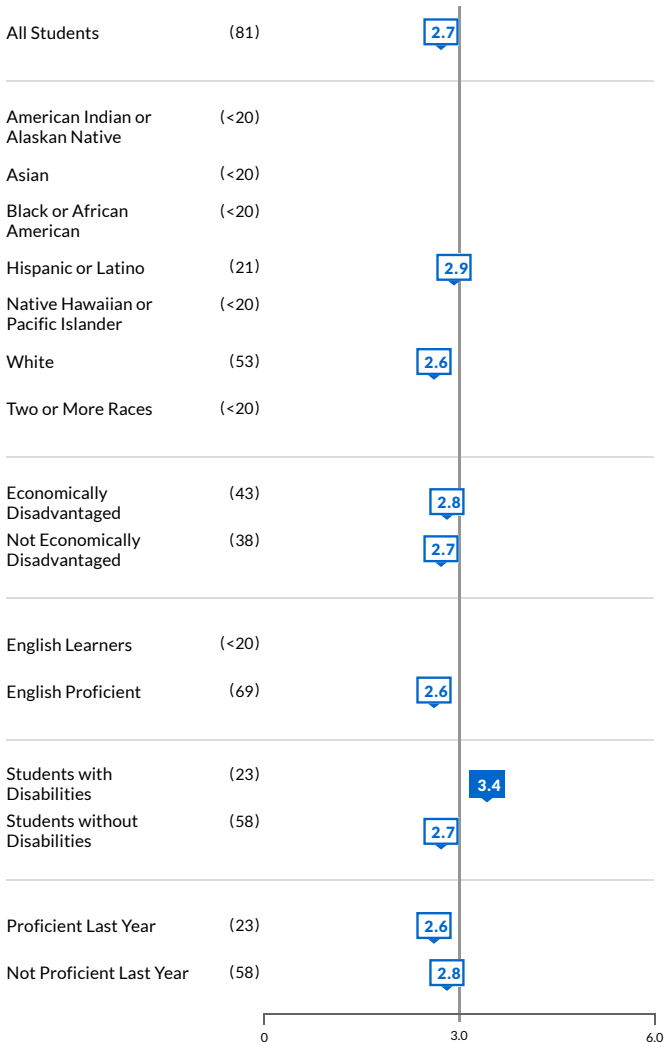 All Students (81) 2.7
American Indian or (<20)
Alaskan Native
Asian (<20)
Black or African (<20)
American
Hispanic or Latino (21) 2.9
Native Hawaiian or (<20)
Pacific Islander
White (53) 2.6
Two or More Races (<20)
Economically (43) 2.8
Disadvantaged
Not Economically (38) 2.7
Disadvantaged
English Learners (<20)
English Proficient (69) 2.6
Students with (23) 3.4
Disabilities
Students without (58) 2.7
Disabilities
Proficient Last Year (23) 2.6
Not Proficient Last Year (58) 2.8
0 3.0 6.0